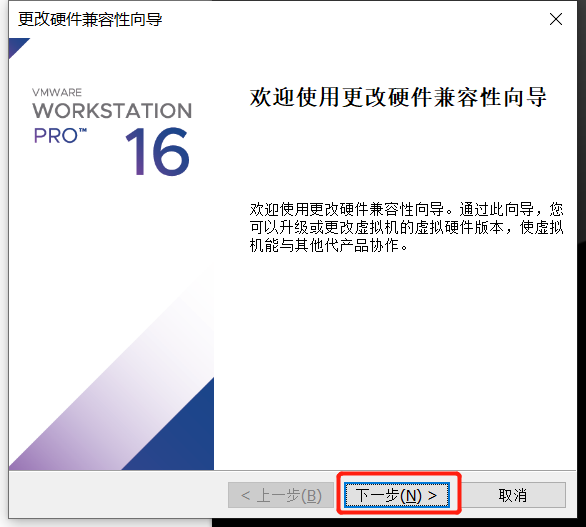 更改硬件兼容性向导
VMWARE
WORKSTATION
PRO™ 16
欢迎使用更改硬件兼容性向导
欢迎使用更改硬件兼容性向导。通过此向导，您
可以升级或更改虚拟机的虚拟硬件版本，使虚拟
机能与其他代产品协作。
< 上一步(B) 下一步(N) > 取消